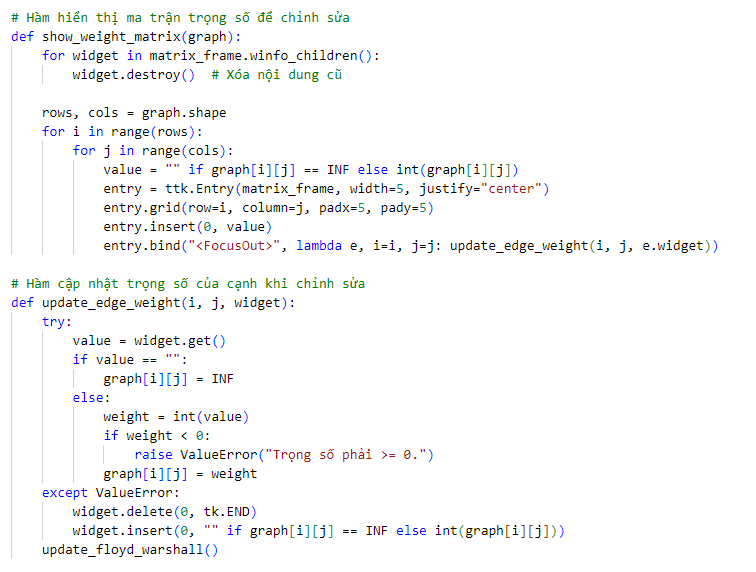 # Hàm hiển thị ma trận trọng số để chỉnh sửa
def show_weight_matrix(graph):
    for widget in matrix_frame.winfo_children():
        widget.destroy()  # Xóa nội dung cũ

    rows, cols = graph.shape
    for i in range(rows):
        for j in range(cols):
            value = "" if graph[i][j] == INF else int(graph[i][j])
            entry = ttk.Entry(matrix_frame, width=5, justify="center")
            entry.grid(row=i, column=j, padx=5, pady=5)
            entry.insert(0, value)
            entry.bind("<FocusOut>", lambda e, i=i, j=j: update_edge_weight(i, j, e.widget))

# Hàm cập nhật trọng số của cạnh khi chỉnh sửa
def update_edge_weight(i, j, widget):
    try:
        value = widget.get()
        if value == "":
            graph[i][j] = INF
        else:
            weight = int(value)
            if weight < 0:
                raise ValueError("Trọng số phải >= 0.")
            graph[i][j] = weight
    except ValueError:
        widget.delete(0, tk.END)
        widget.insert(0, "" if graph[i][j] == INF else int(graph[i][j]))
    update_floyd_warshall()